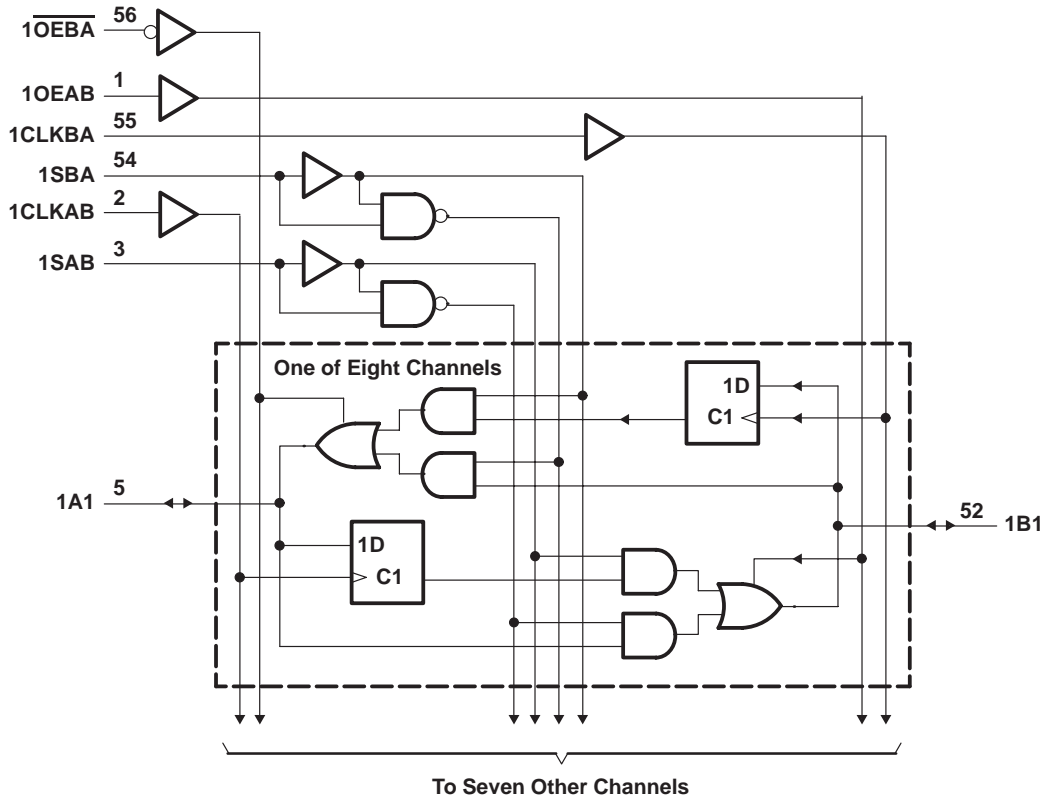 1O̅E̅B̅A̅ 56
1OEAB 1
1CLKBA 55
1SBA 54
1CLKAB 2
1SAB 3
One of Eight Channels
1D
C1
1A1 5
52 1B1
1D
C1
To Seven Other Channels